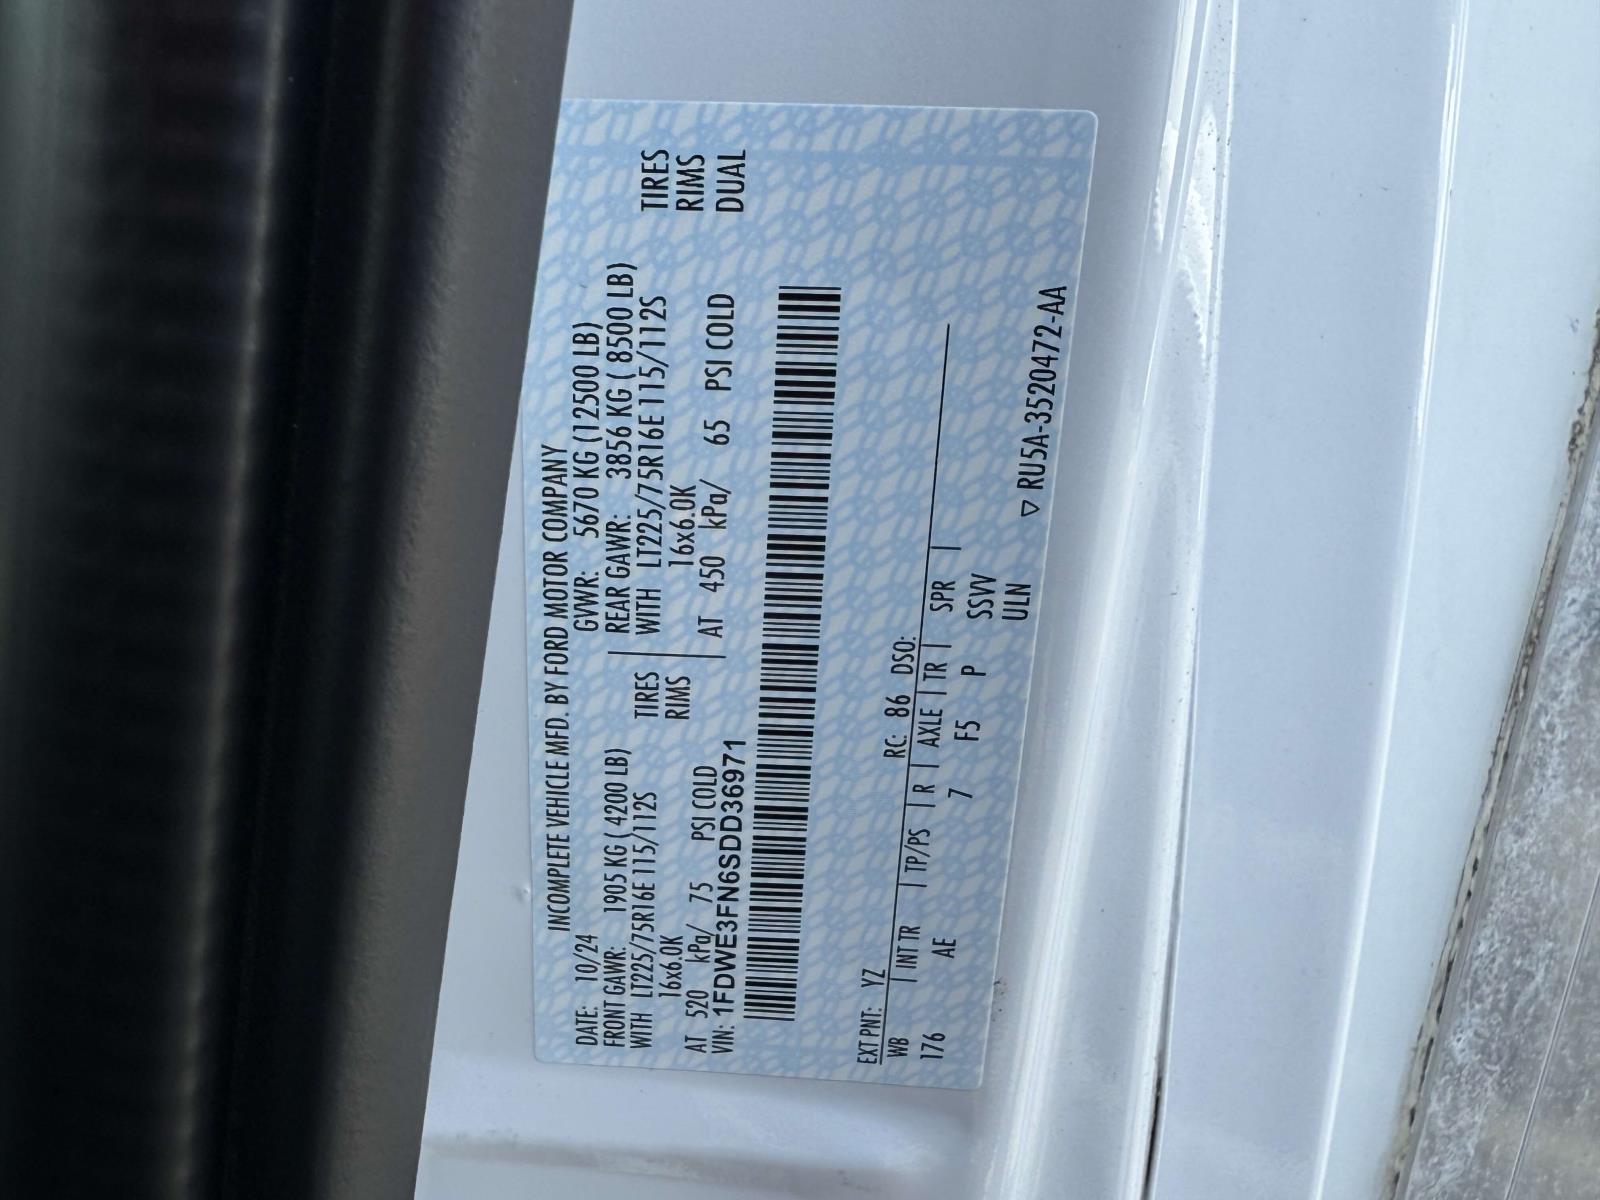 INCOMPLETE VEHICLE MFD. BY FORD MOTOR COMPANY
DATE: 10/24 GVWR: 5670 KG (12500 LB)
FRONT GAWR: 1905 KG ( 4200 LB) REAR GAWR: 3856 KG ( 8500 LB)
WITH LT225/75R16E 115/112S TIRES WITH LT225/75R16E 115/112S TIRES
16x6.0K RIMS 16x6.0K RIMS
AT 520 kPa/ 75 PSI COLD AT 450 kPa/ 65 PSI COLD DUAL
VIN: 1FDWE3FN6SDD36971
EXT PNT: YZ RC: 86 DSO:
WB | INT TR | TP/PS | R | AXLE | TR | SPR |
176 AE 7 F5 P SSVV
ULN
▽ RU5A-3520472-AA